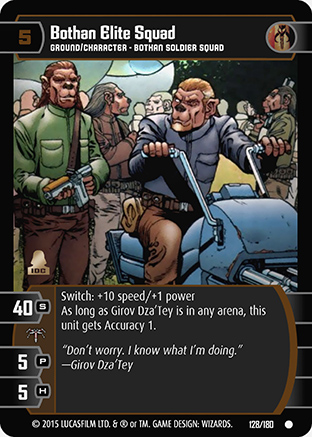 5 Bothan Elite Squad
GROUND/CHARACTER - BOTHAN SOLDIER SQUAD
IDC
40 S
5 P
5 H
Switch: +10 speed/+1 power
As long as Girov Dza'Tey is in any arena, this
unit gets Accuracy 1.
"Don't worry. I know what I'm doing."
—Girov Dza'Tey
© 2015 LUCASFILM LTD. & ® OR TM. GAME DESIGN: WIZARDS. 128/180